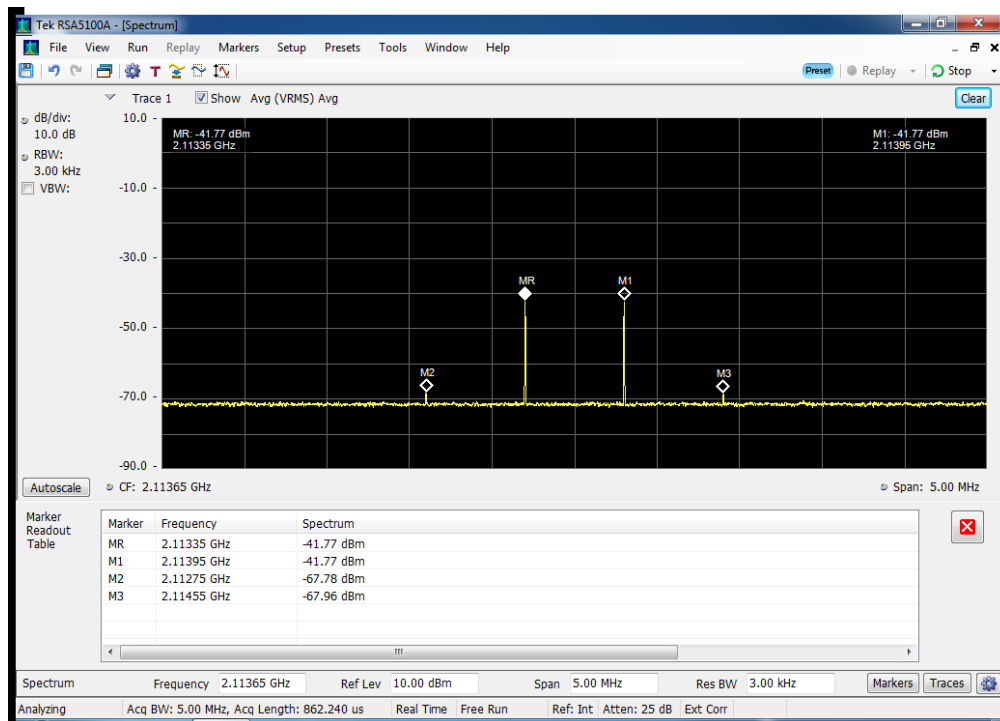 Tek RSA5100A - [Spectrum]
File View Run Replay Markers Setup Presets Tools Window Help
T Preset Replay Stop
Trace 1 Show Avg (VRMS) Avg Clear
dB/div:
10.0 dB
RBW:
3.00 kHz
VBW:
10.0 -
-10.0 -
-30.0 -
-50.0 -
-70.0 -
-90.0 -
MR: -41.77 dBm
2.11335 GHz
M1: -41.77 dBm
2.11395 GHz
MR M1
M2 M3
Autoscale CF: 2.11365 GHz Span: 5.00 MHz
Marker
Readout
Table
Marker Frequency Spectrum
MR 2.11335 GHz -41.77 dBm
M1 2.11395 GHz -41.77 dBm
M2 2.11275 GHz -67.78 dBm
M3 2.11455 GHz -67.96 dBm
Spectrum Frequency 2.11365 GHz Ref Lev 10.00 dBm Span 5.00 MHz Res BW 3.00 kHz Markers Traces
Analyzing Acq BW: 5.00 MHz, Acq Length: 862.240 us Real Time Free Run Ref: Int Atten: 25 dB Ext Corr